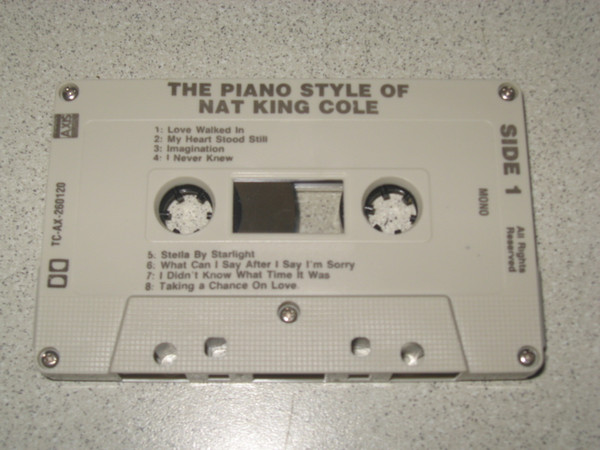 THE PIANO STYLE OF
NAT KING COLE
AXIS
1: Love Walked In
2: My Heart Stood Still
3: Imagination
4: I Never Knew
SIDE 1
MONO
All Rights
Reserved
TC-AX-260120
5. Stella By Starlight
6: What Can I Say After I Say I'm Sorry
7: I Didn't Know What Time It Was
8: Taking a Chance On Love